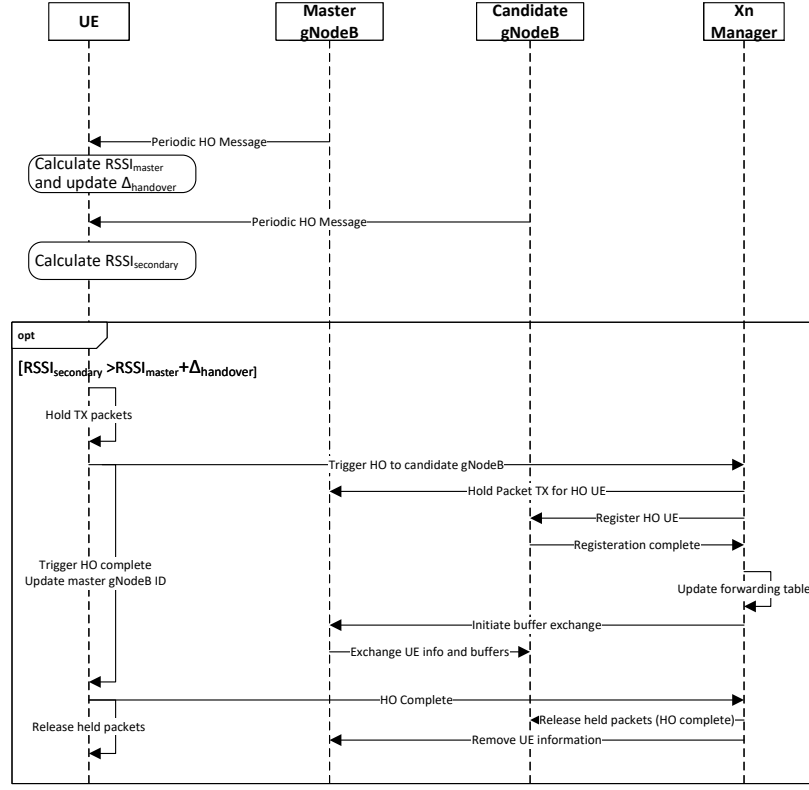 UE
Master
gNodeB
Candidate
gNodeB
Xn
Manager
Periodic HO Message
Calculate RSSImaster
and update Δhandover
Periodic HO Message
Calculate RSSIsecondary
opt
[RSSIsecondary >RSSImaster+Δhandover]
Hold TX packets
Trigger HO to candidate gNodeB
Hold Packet TX for HO UE
Register HO UE
Registeration complete
Trigger HO complete
Update master gNodeB ID
Update forwarding table
Initiate buffer exchange
Exchange UE info and buffers
HO Complete
Release held packets
Release held packets (HO complete)
Remove UE information